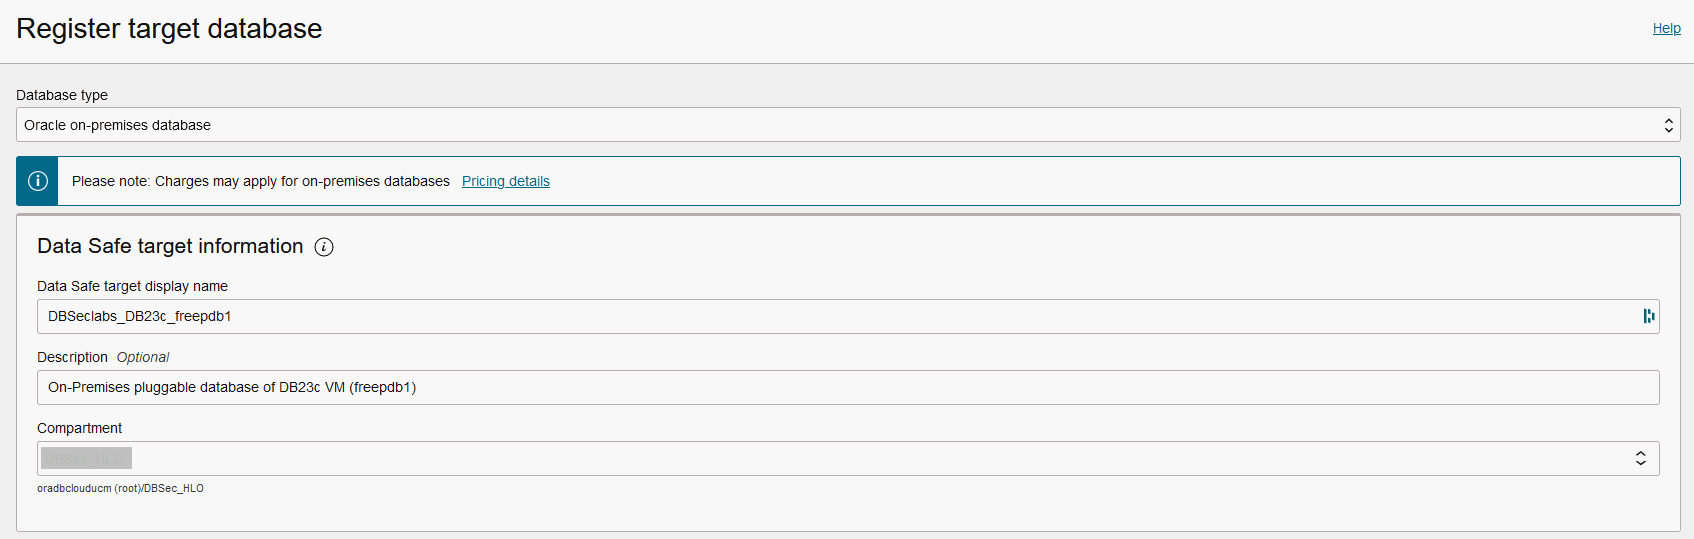 Register target database
Help
Database type
Oracle on-premises database
Please note: Charges may apply for on-premises databases Pricing details
Data Safe target information
Data Safe target display name
DBSeclabs_DB23c_freepdb1
Description Optional
On-Premises pluggable database of DB23c VM (freepdb1)
Compartment
DBSec_HLO
oradbclouducm (root)/DBSec_HLO